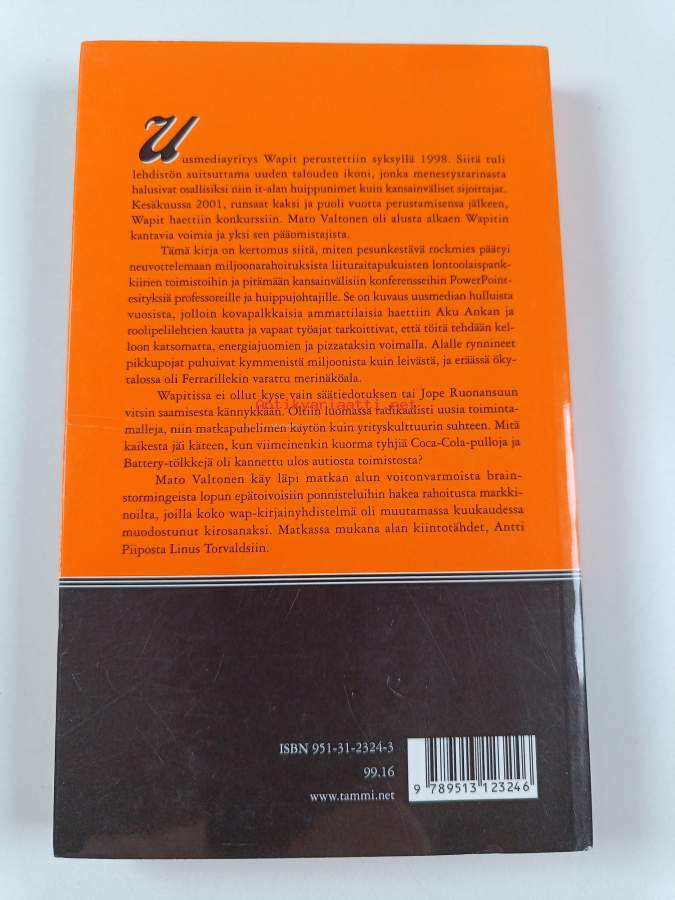 Uusmediayritys Wapit perustettiin syksyllä 1998. Siitä tuli
lehdistön suitsuttama uuden talouden ikoni, jonka menestystarinasta
halusivat osallisiksi niin it-alan huippunimet kuin kansainväliset sijoittajat.
Kesäkuussa 2001, runsaat kaksi ja puoli vuotta perustamisensa jälkeen,
Wapit haettiin konkurssiin. Mato Valtonen oli alusta alkaen Wapitin
kantavia voimia ja yksi sen pääomistajista.
Tämä kirja on kertomus siitä, miten pesunkestävä rockmies päätyi
neuvottelemaan miljoonarahoituksista liituraitapukuisten lontoolaispank-
kiirien toimistoihin ja pitämään kansainvälisiin konferensseihin PowerPoint-
esityksiä professoreille ja huippujohtajille. Se on kuvaus uusmedian hulluista
vuosista, jolloin kovapalkkaisia ammattilaisia haettiin Aku Ankan ja
roolipelilehtien kautta ja vapaat työajat tarkoittivat, että töitä tehdään kel-
loon katsomatta, energiajuomien ja pizzataksin voimalla. Alalle rynnineet
pikkupojat puhuivat kymmenistä miljoonista kuin leivästä, ja eräässä öky-
talossa oli Ferrarillekin varattu merinäköala.
Wapitissa ei ollut kyse vain säätiedotuksen tai Jope Ruonansuun
vitsin saamisesta kännykkään. Oltiin luomassa radikaalisti uusia toiminta-
malleja, niin matkapuhelimen käytön kuin yrityskulttuurin suhteen. Mitä
kaikesta jäi käteen, kun viimeinenkin kuorma tyhjiä Coca-Cola-pulloja ja
Battery-tölkkejä oli kannettu ulos autiosta toimistosta?
Mato Valtonen käy läpi matkan alun voitonvarmoista brain-
stormingeista lopun epätoivoisiin ponnisteluihin hakea rahoitusta markki-
noilta, joilla koko wap-kirjainyhdistelmä oli muutamassa kuukaudessa
muodostunut kirosanaksi. Matkassa mukana alan kiintotähdet, Antti
Piiposta Linus Torvaldsiin.
antikvariaatti.net
ISBN 951-31-2324-3
99.16
www.tammi.net
9 789513 123246